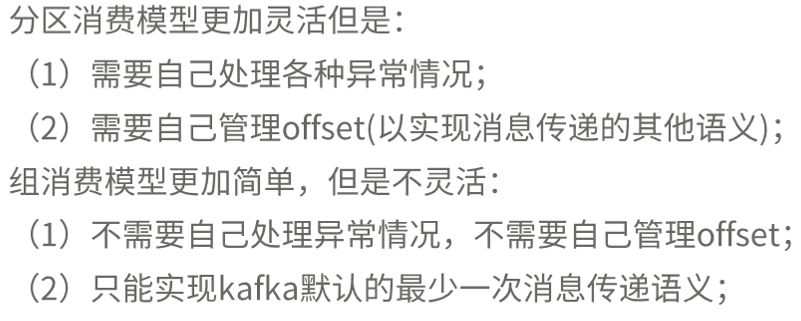 分区消费模型更加灵活但是：
（1）需要自己处理各种异常情况；
（2）需要自己管理offset(以实现消息传递的其他语义)；
组消费模型更加简单，但是不灵活：
（1）不需要自己处理异常情况，不需要自己管理offset；
（2）只能实现kafka默认的最少一次消息传递语义；